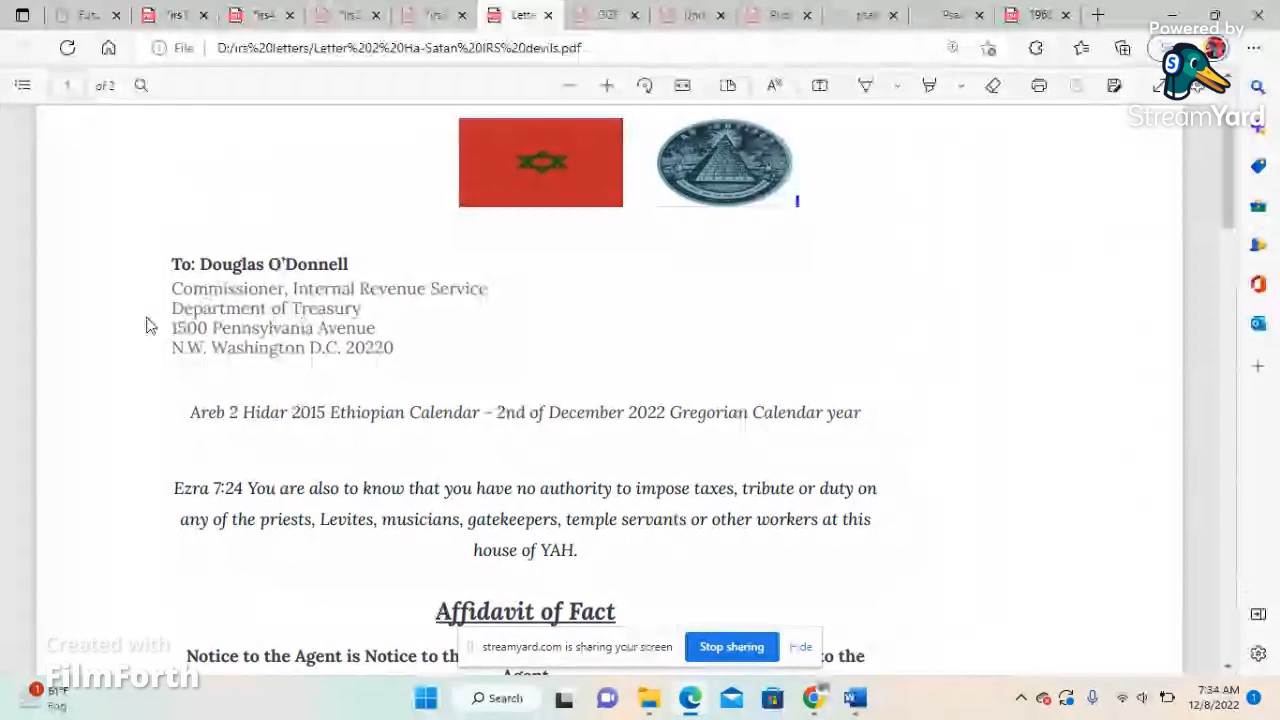 Powered by
StreamYard
File D:/irs%20letters/Letter%202%20Ha-Satan%20IRS%20devils.pdf
1 of 2
To: Douglas O'Donnell
Commissioner, Internal Revenue Service
Department of Treasury
1500 Pennsylvania Avenue
N.W. Washington D.C. 20220
Areb 2 Hidar 2015 Ethiopian Calendar - 2nd of December 2022 Gregorian Calendar year
Ezra 7:24 You are also to know that you have no authority to impose taxes, tribute or duty on
any of the priests, Levites, musicians, gatekeepers, temple servants or other workers at this
house of YAH.
Affidavit of Fact
Notice to the Agent is Notice to th
o the
streamyard.com is sharing your screen Stop sharing Hide
Created with
FilmForth
Search
7:34 AM
12/8/2022